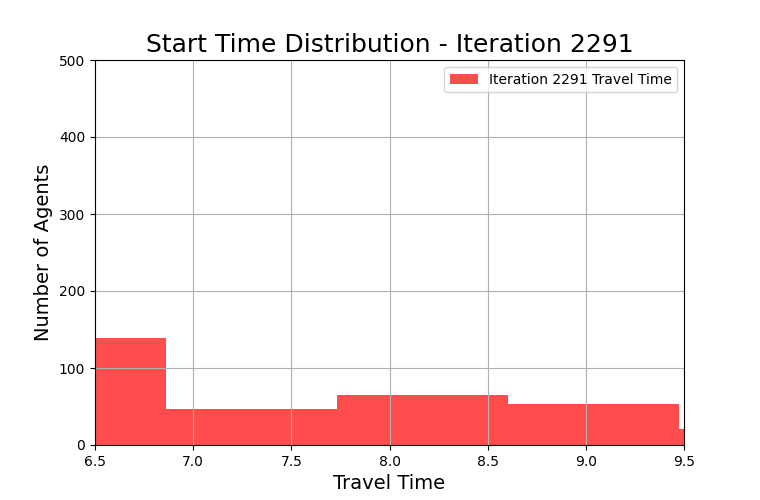 Start Time Distribution - Iteration 2291
500
400
300
200
100
0
Number of Agents
Iteration 2291 Travel Time
6.5 7.0 7.5 8.0 8.5 9.0 9.5
Travel Time